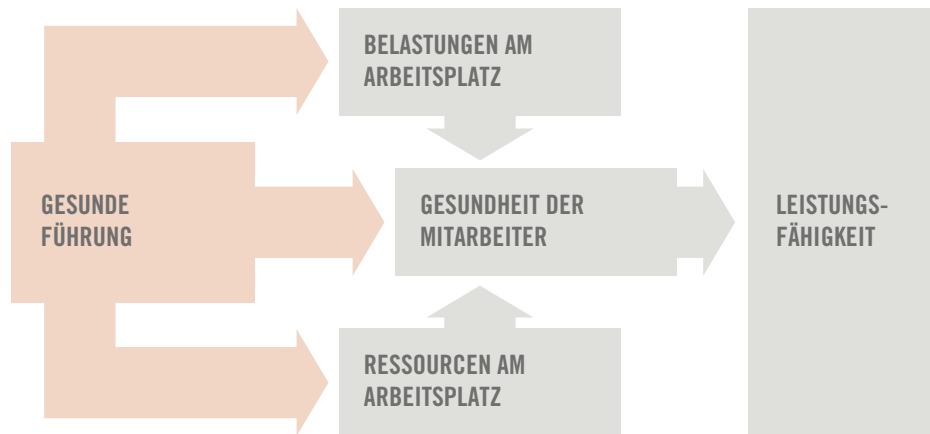 BELASTUNGEN AM
ARBEITSPLATZ
GESUNDE
FÜHRUNG
GESUNDHEIT DER
MITARBEITER
LEISTUNGS-
FÄHIGKEIT
RESSOURCEN AM
ARBEITSPLATZ